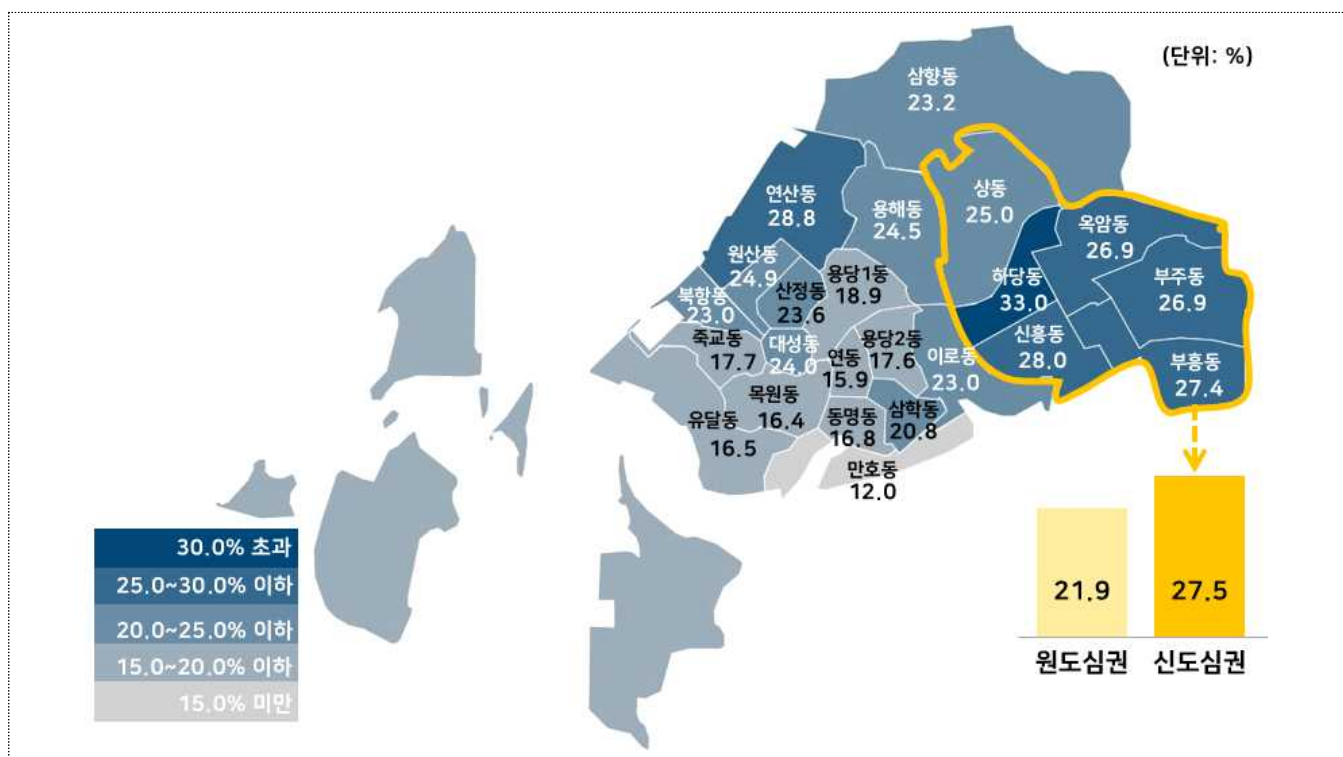 (단위: %)
삼향동
23.2
연산동
28.8
용해동
24.5
상동
25.0
옥암동
26.9
원산동
24.9
용당1동
18.9
하당동
33.0
부주동
26.9
북항동
23.0
산정동
23.6
신흥동
28.0
죽교동
17.7
대성동
24.0
연동
15.9
용당2동
17.6
이로동
23.0
부흥동
27.4
목원동
16.4
유달동
16.5
동명동
16.8
삼학동
20.8
만호동
12.0
30.0% 초과
25.0~30.0% 이하
20.0~25.0% 이하
15.0~20.0% 이하
15.0% 미만
21.9
27.5
원도심권
신도심권